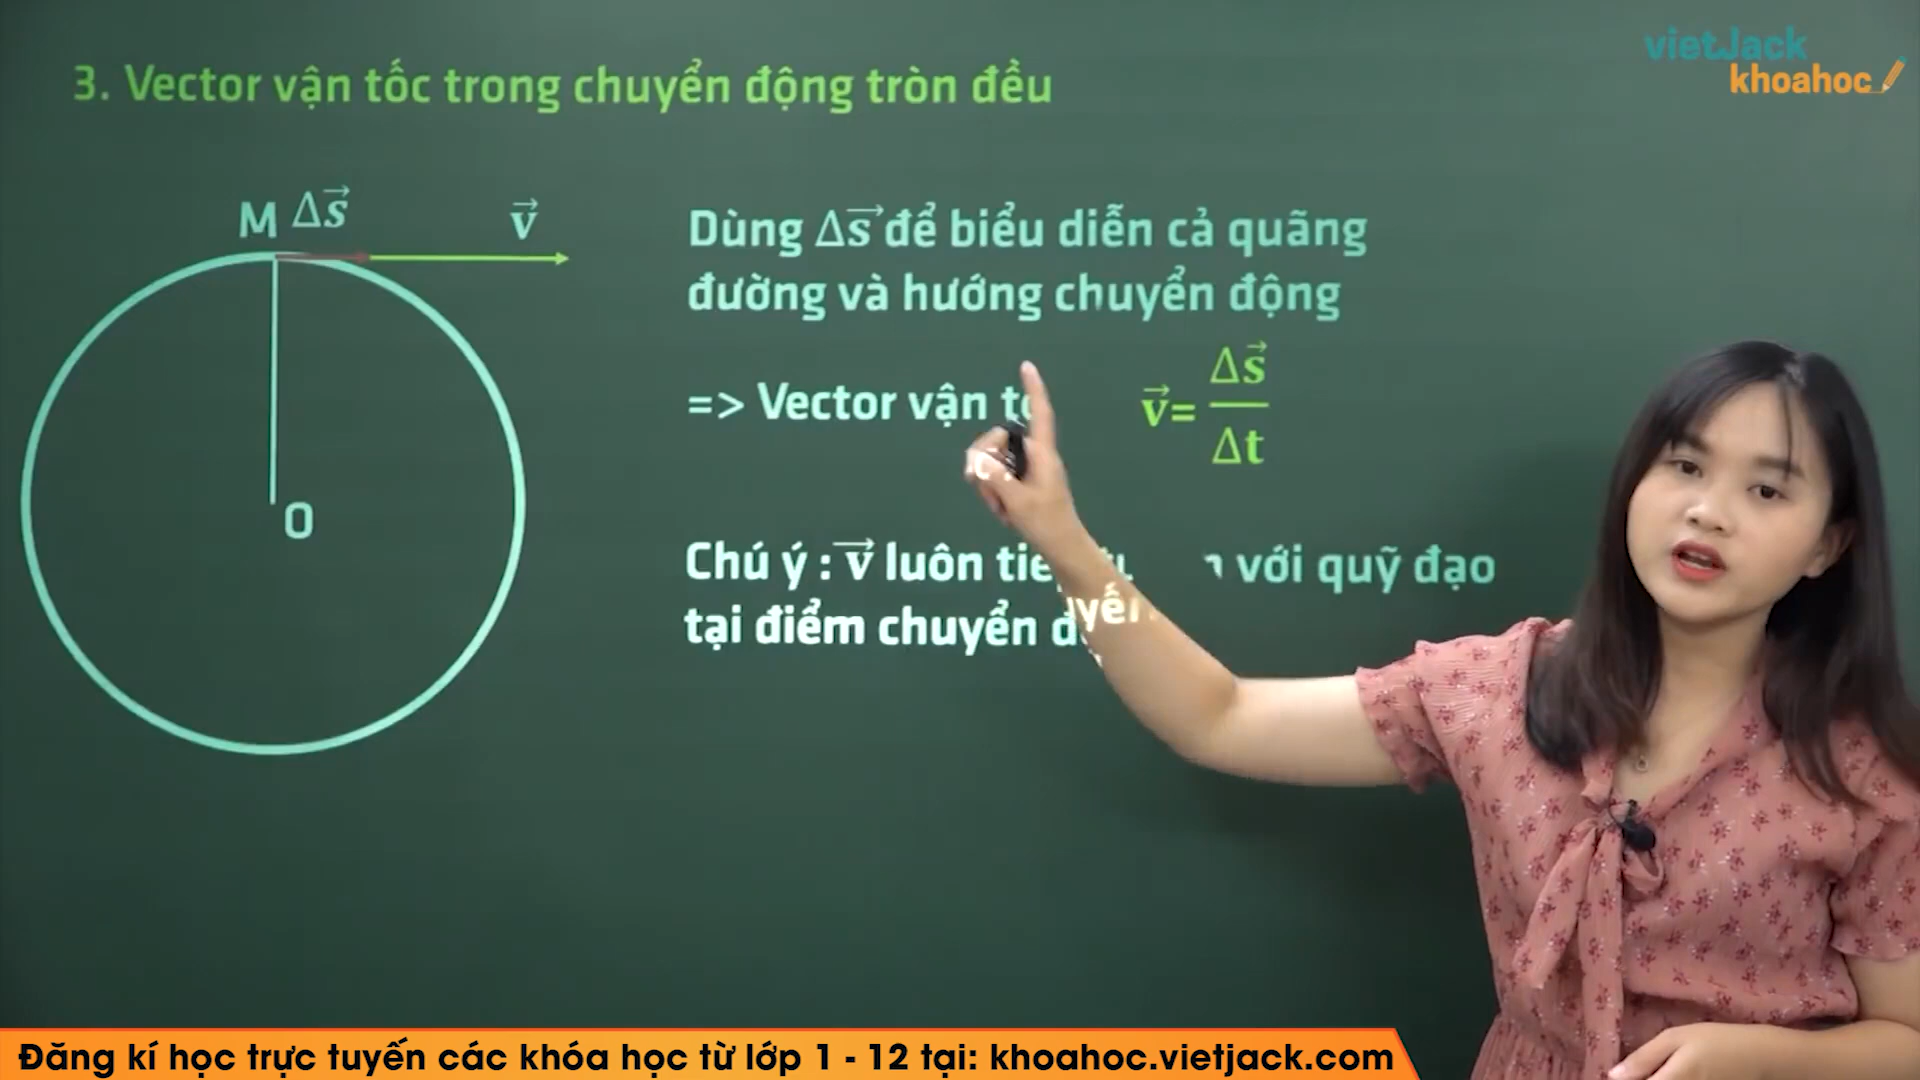 vietJack
khoahoc
3. Vector vận tốc trong chuyển động tròn đều
M Δs⃗ v⃗
O
Dùng Δs⃗ để biểu diễn cả quãng
đường và hướng chuyển động
=> Vector vận
v⃗= Δs⃗
Δt
Chú ý : v⃗ luôn với quỹ đạo
tại điểm chuyển
Đăng kí học trực tuyến các khóa học từ lớp 1 - 12 tại: khoahoc.vietjack.com